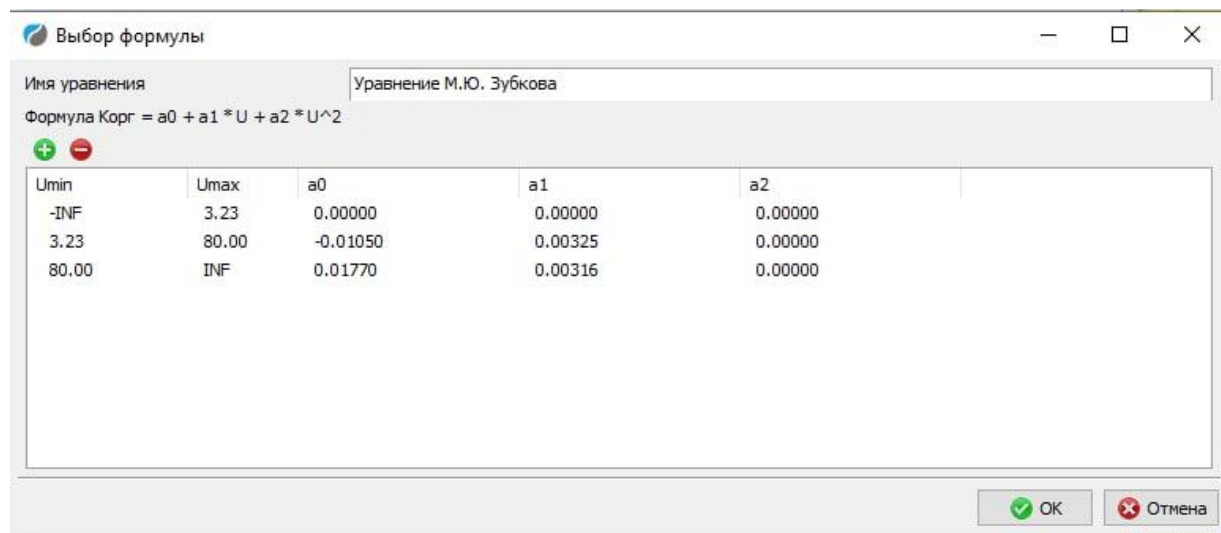 Выбор формулы
Имя уравнения Уравнение М.Ю. Зубкова
Формула Kopr = a0 + a1 * U + a2 * U^2
Umin Umax a0 a1 a2
-INF 3.23 0.00000 0.00000 0.00000
3.23 80.00 -0.01050 0.00325 0.00000
80.00 INF 0.01770 0.00316 0.00000
OK Отмена